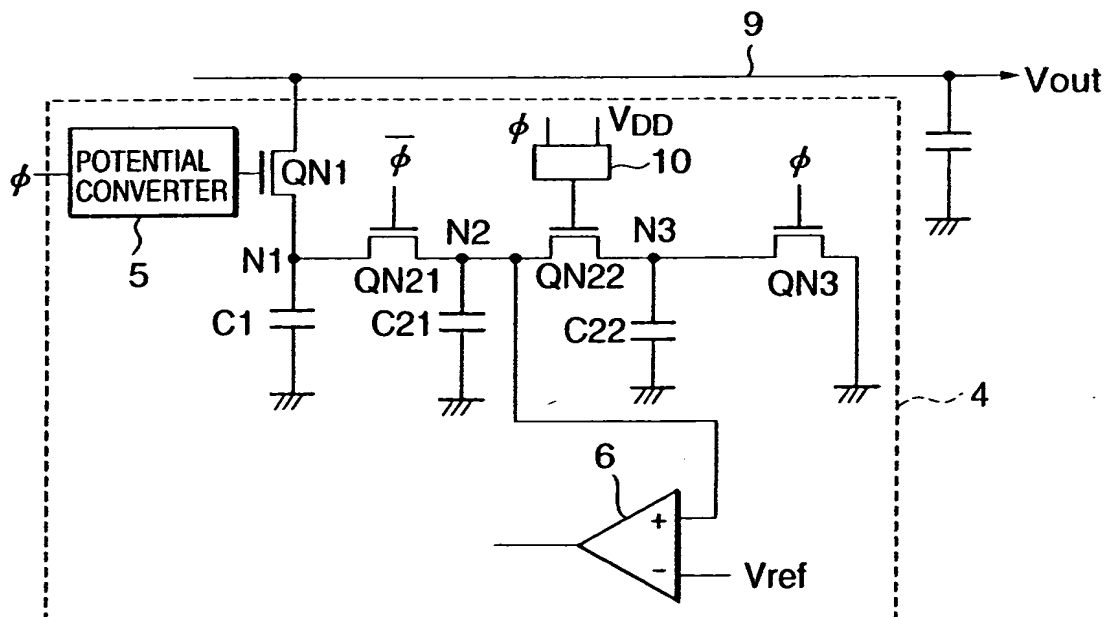 9
Vout
ϕ
POTENTIAL
CONVERTER
5
QN1
ϕ̅
ϕ
VDD
10
ϕ
N1
QN21
N2
QN22
N3
QN3
C1
C21
C22
4
6
+
−
Vref